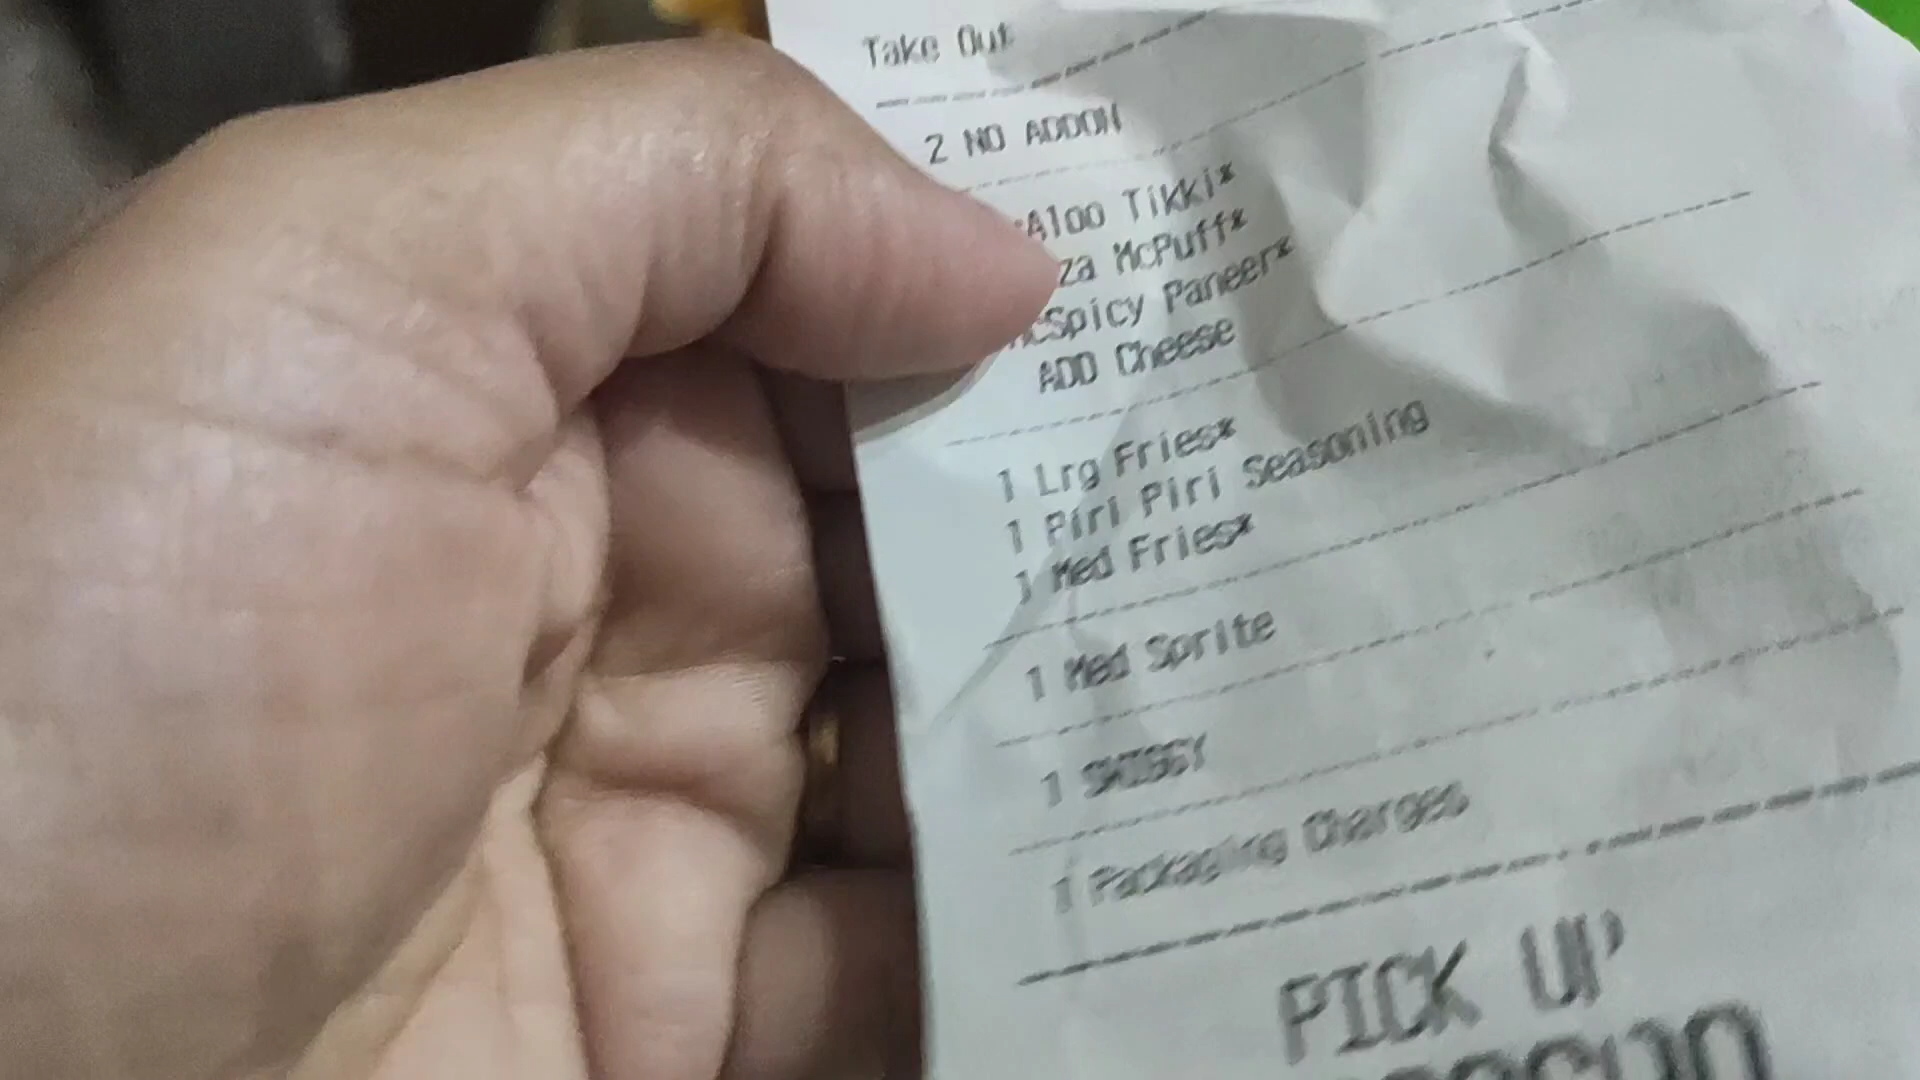 Take Out
2 NO ADDON
Aloo Tikki*
za McPuff*
cSpicy Paneer*
ADD Cheese
1 Lrg Fries*
1 Piri Piri Seasoning
1 Med Fries*
1 Med Sprite
1 SWIGGY
1 Packaging Charges
PICK UP